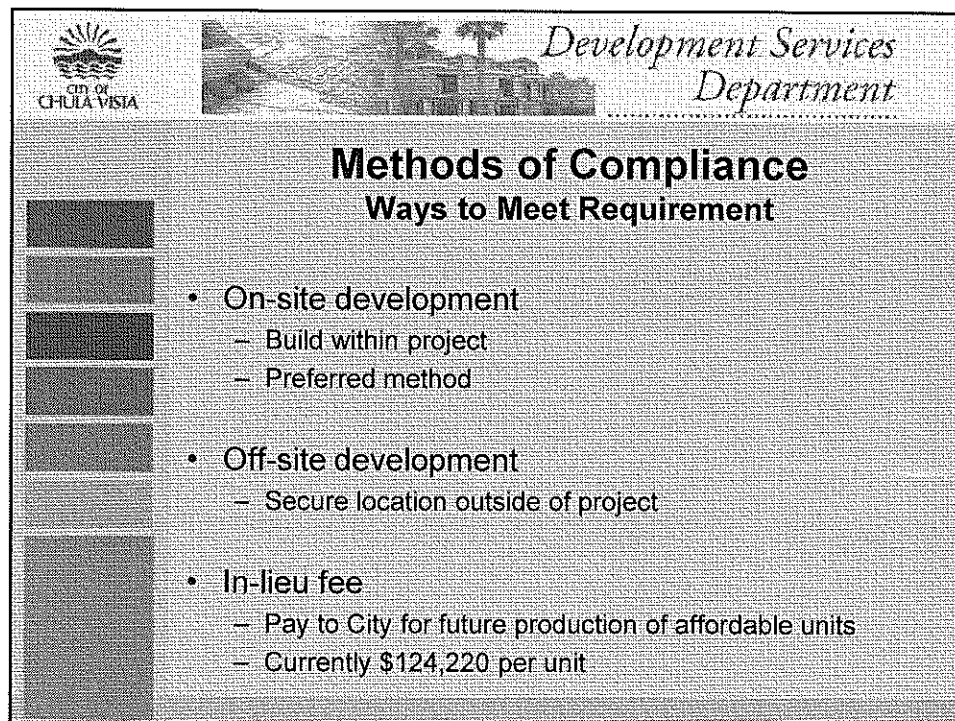 CITY OF
CHULA VISTA
Development Services
Department
Methods of Compliance
Ways to Meet Requirement
• On-site development
– Build within project
– Preferred method
• Off-site development
– Secure location outside of project
• In-lieu fee
– Pay to City for future production of affordable units
– Currently $124,220 per unit